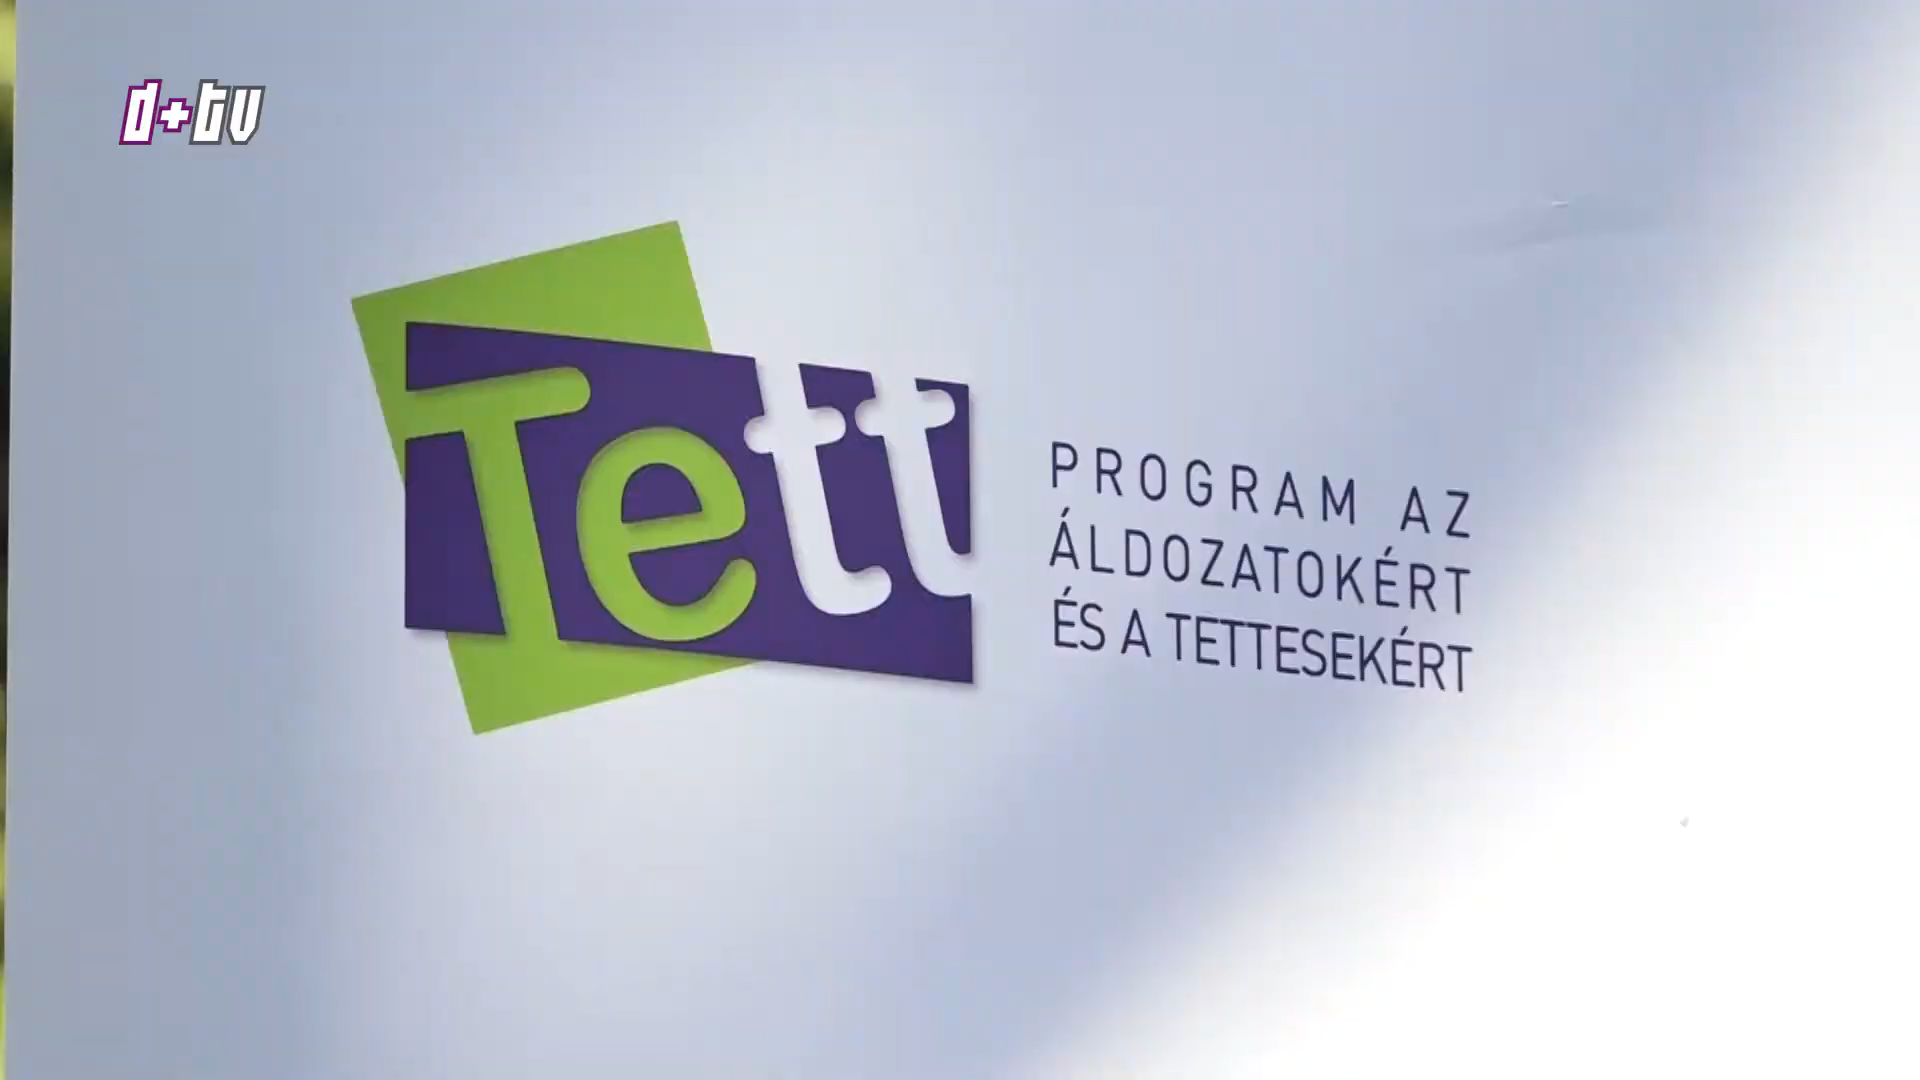 d+tv
Tett
PROGRAM AZ
ÁLDOZATOKÉRT
ÉS A TETTESEKÉRT